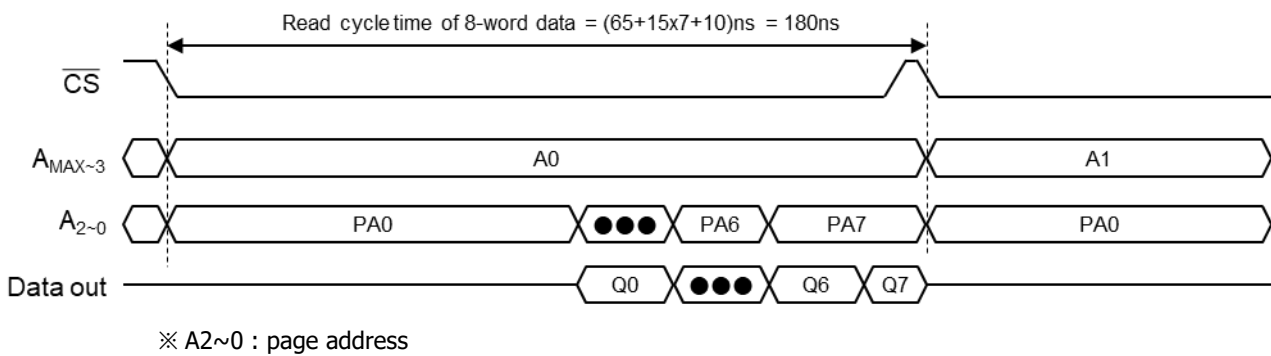 Read cycle time of 8-word data = (65+15x7+10)ns = 180ns
CS
AMAX~3 A0 A1
A2~0 PA0 ●●● PA6 PA7 PA0
Data out Q0 ●●● Q6 Q7
※ A2~0 : page address